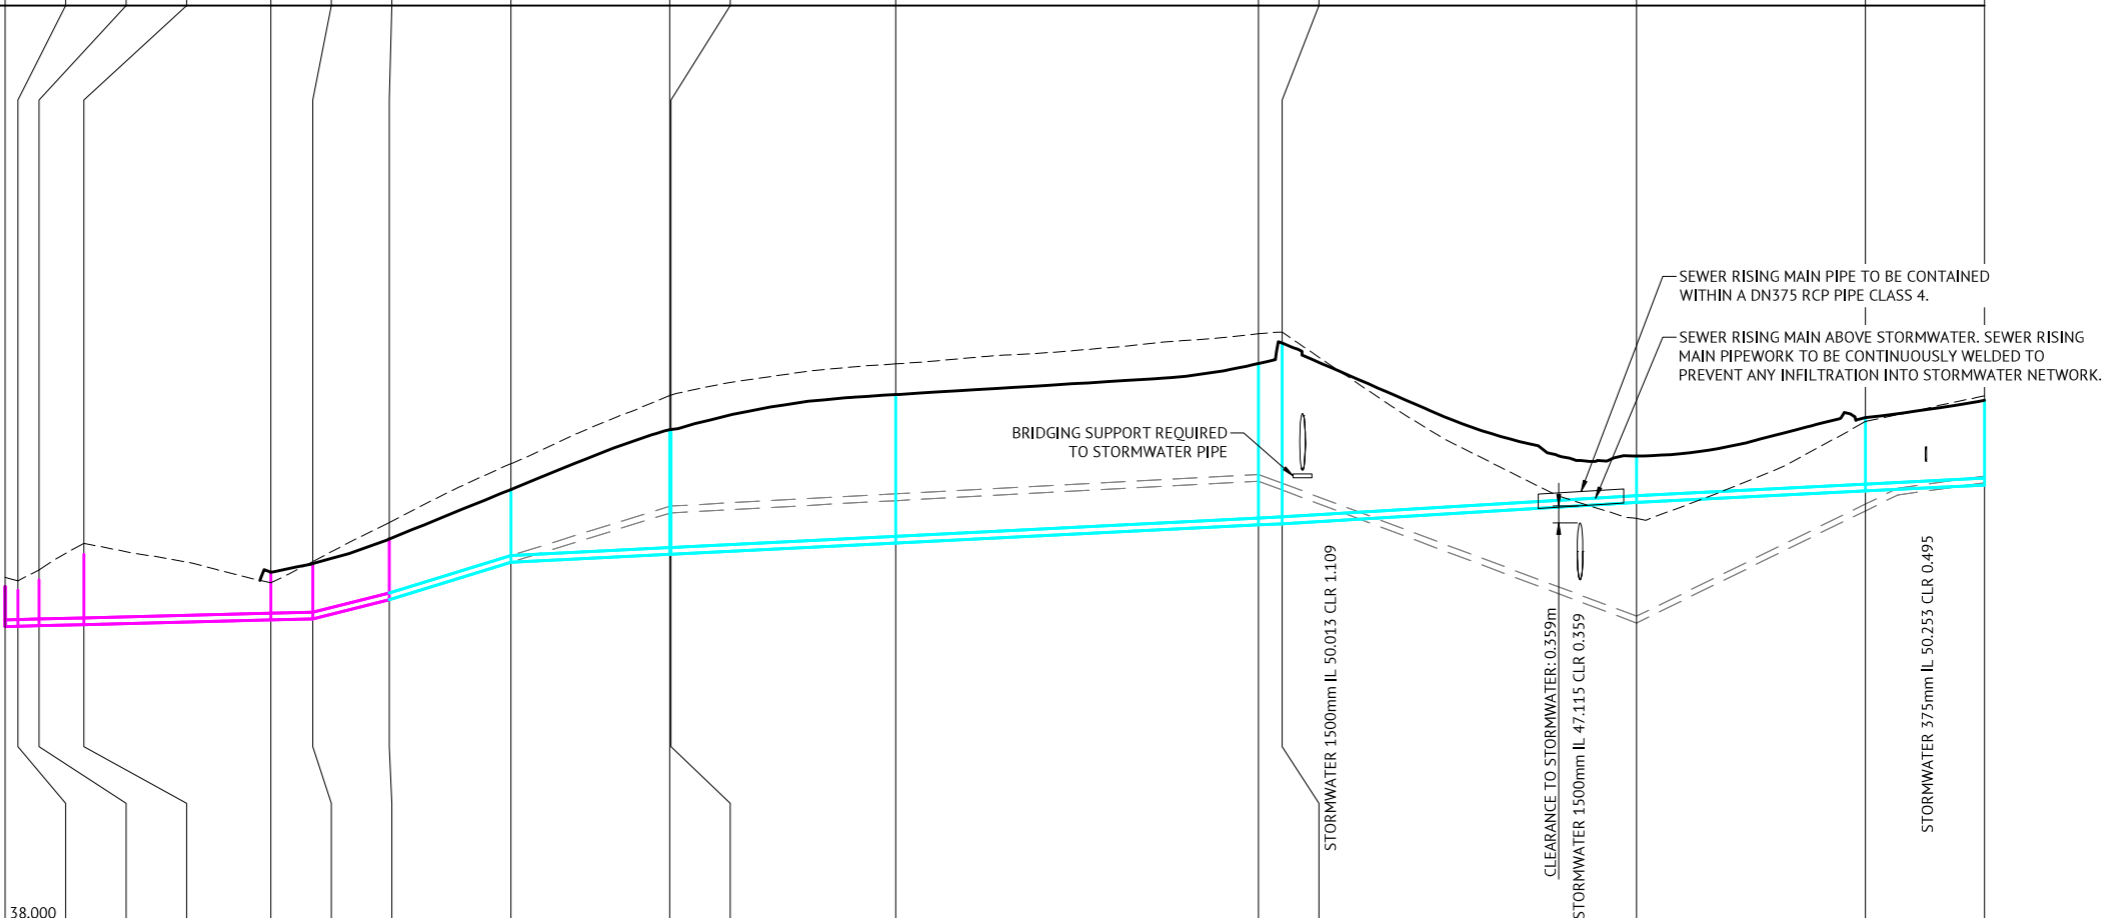 SEWER RISING MAIN PIPE TO BE CONTAINED
WITHIN A DN375 RCP PIPE CLASS 4.
SEWER RISING MAIN ABOVE STORMWATER. SEWER RISING
MAIN PIPEWORK TO BE CONTINUOUSLY WELDED TO
PREVENT ANY INFILTRATION INTO STORMWATER NETWORK.
BRIDGING SUPPORT REQUIRED
TO STORMWATER PIPE
STORMWATER 1500mm IL 50.013 CLR 1.109
CLEARANCE TO STORMWATER: 0.359m
STORMWATER 1500mm IL 47.115 CLR 0.359
STORMWATER 375mm IL 50.253 CLR 0.495
38.000